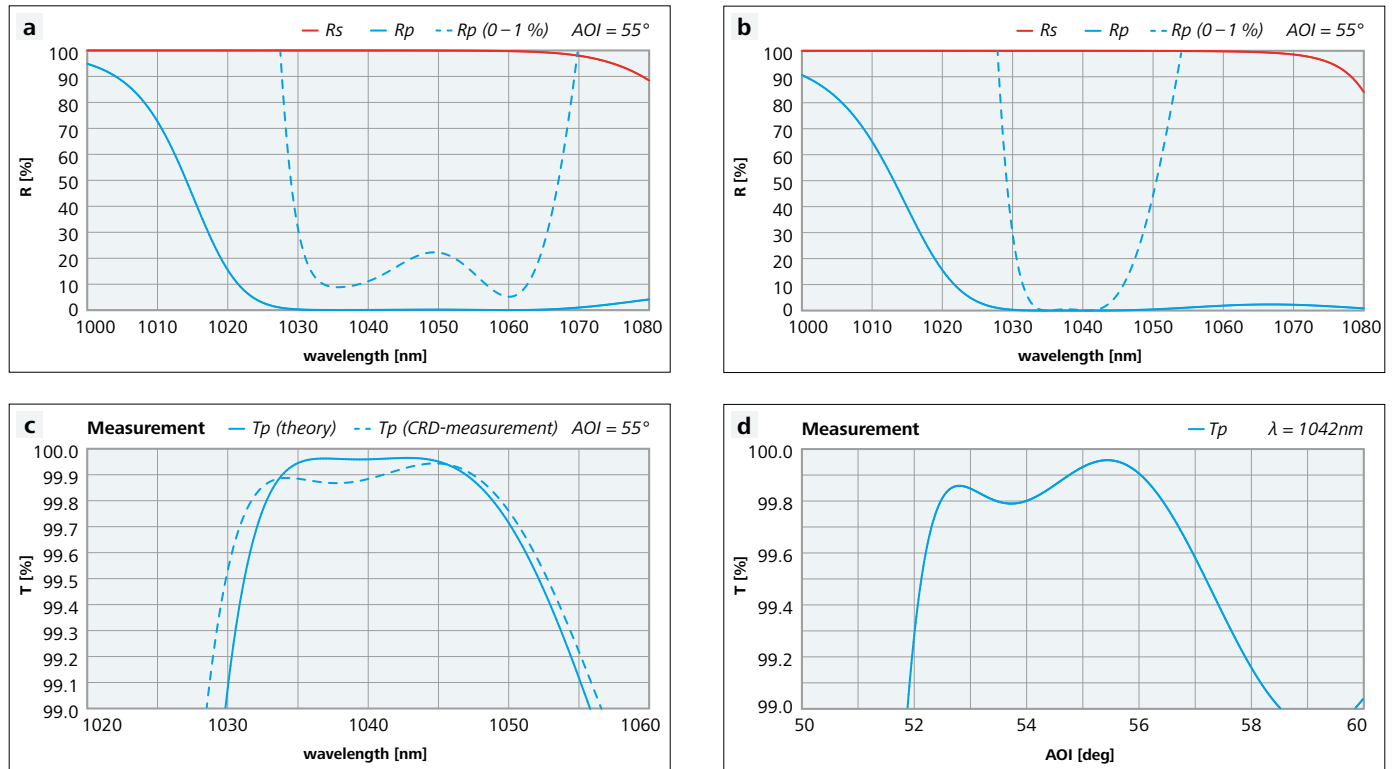 a
Rs Rp Rp (0 – 1 %) AOI = 55°
100
90
80
70
60
50
40
30
20
10
0
R [%]
1000 1010 1020 1030 1040 1050 1060 1070 1080
wavelength [nm]
b
Rs Rp Rp (0 – 1 %) AOI = 55°
100
90
80
70
60
50
40
30
20
10
0
R [%]
1000 1010 1020 1030 1040 1050 1060 1070 1080
wavelength [nm]
c Measurement Tp (theory) Tp (CRD-measurement) AOI = 55°
100.0
99.9
99.8
99.7
99.6
99.5
99.4
99.3
99.2
99.1
99.0
T [%]
1020 1030 1040 1050 1060
wavelength [nm]
d Measurement Tp λ = 1042nm
100.0
99.8
99.6
99.4
99.2
99.0
T [%]
50 52 54 56 58 60
AOI [deg]